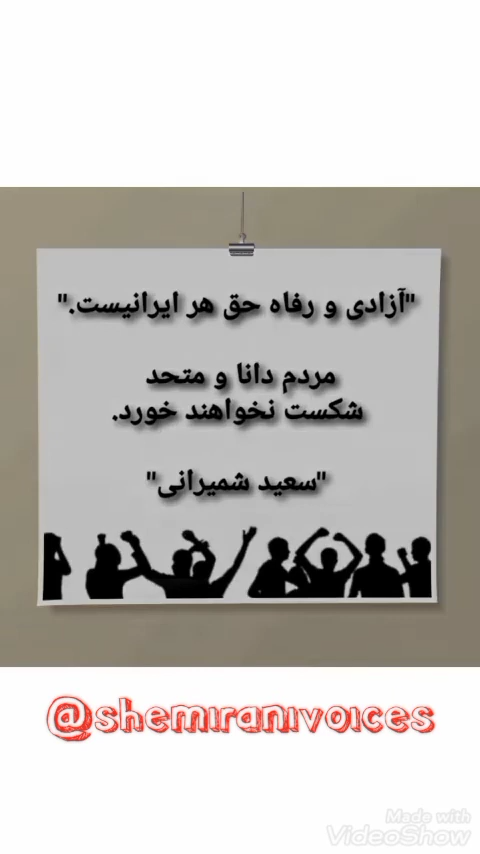 "آزادی و رفاه حق هر ایرانیست."
مردم دانا و متحد
شکست نخواهند خورد.
"سعید شمیرانی"
@shemiranivoices
Made with
VideoShow